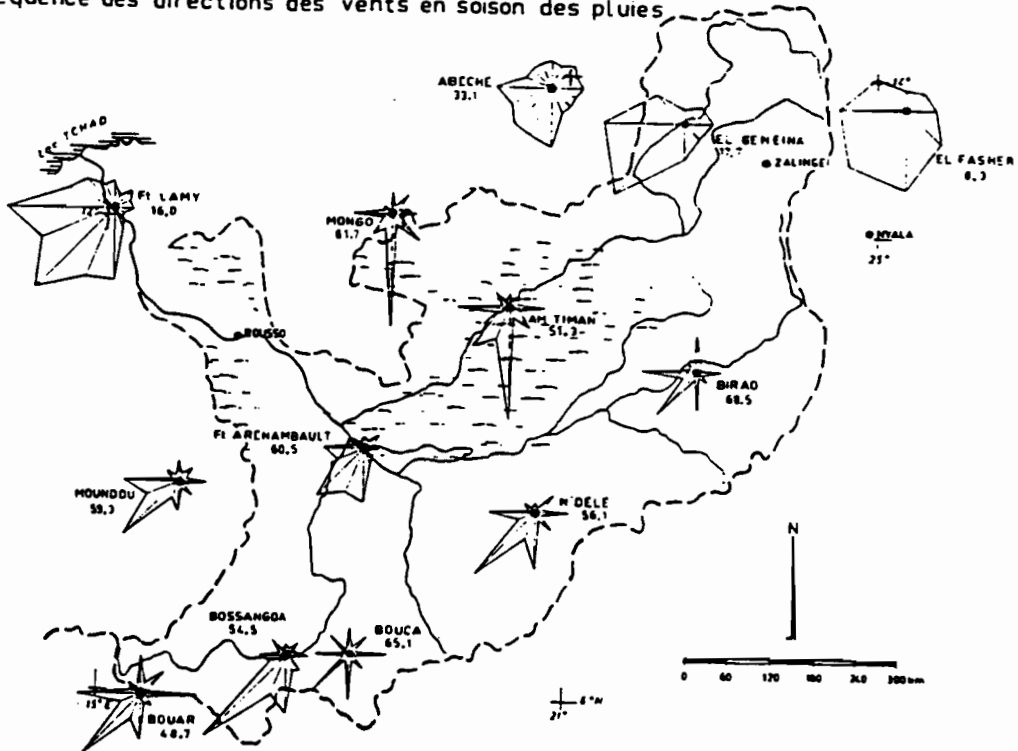 équence des directions des vents en soison des pluies
ABECHE
33.1
14°
LAC TCHAD
EL GENEINA
ZALINGEI
EL FASHER
8.3
Ft LAMY
16.0
MONGO
61.7
NYALA
25°
BOUSSO
AM TIMAN
51.3
BIRAO
68.5
Ft ARCHAMBAULT
60.5
MOUNDOU
59.3
N'DELE
56.1
N
BOSSANGOA
54.5
BOUCA
65.1
0 60 120 180 240 300 km
15°E
BOUAR
48.7
6°N
21°